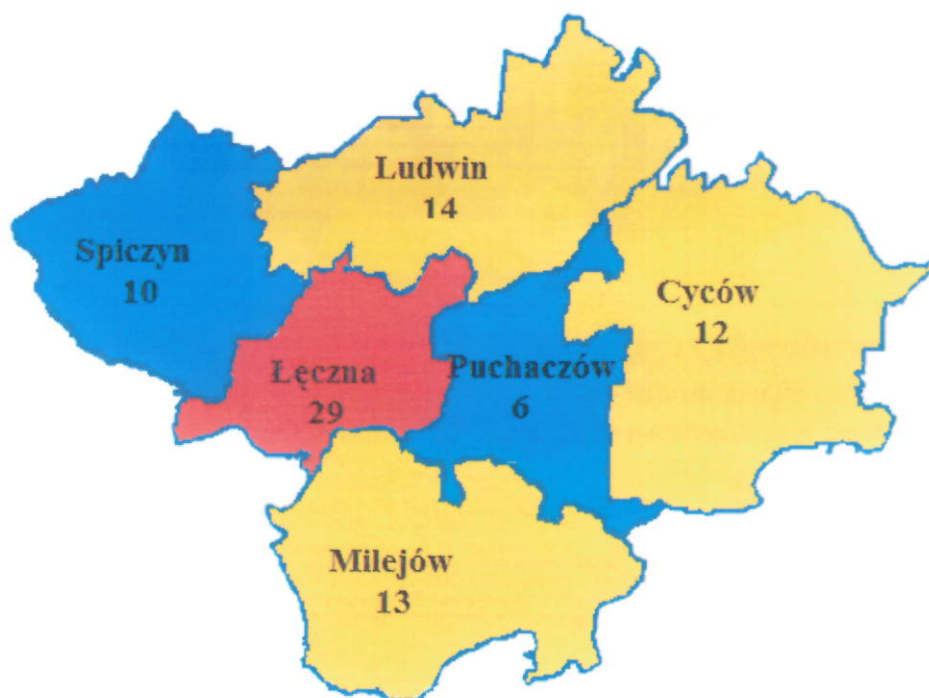 Ludwin
14
Spiczyn
10
Cyców
12
Łęczna
29
Puchaczów
6
Milejów
13